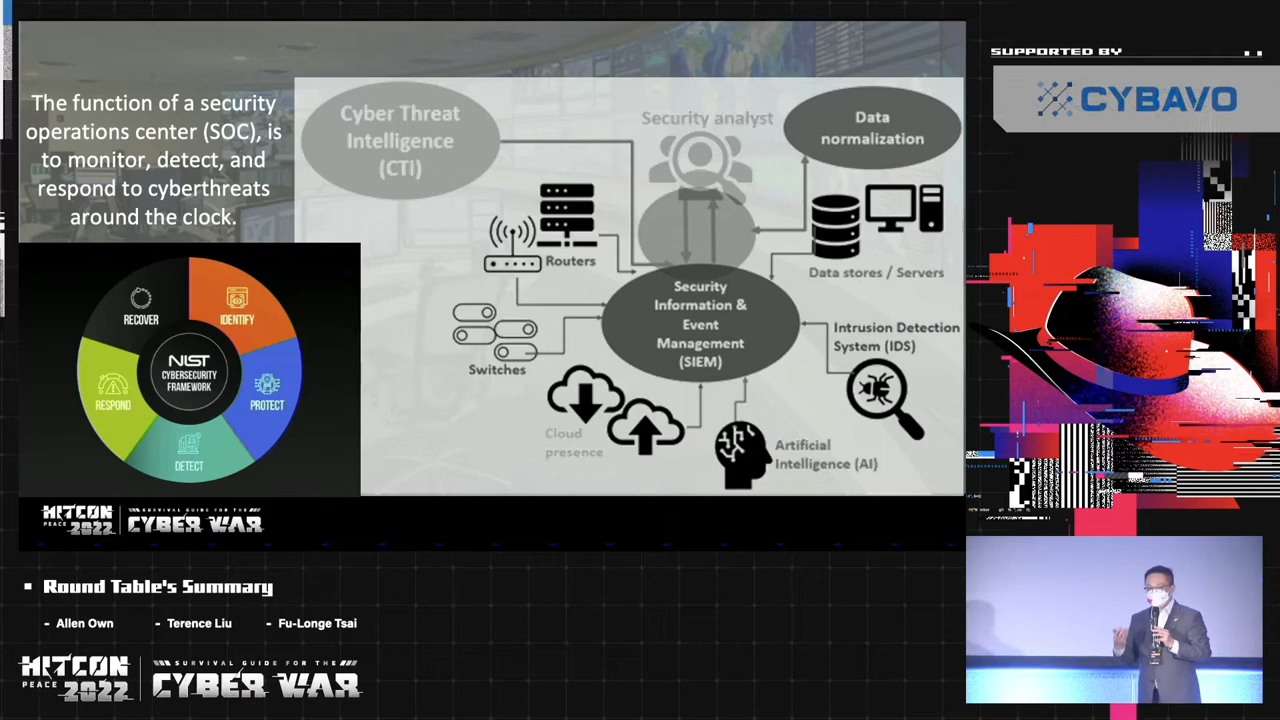 The function of a security
operations center (SOC), is
to monitor, detect, and
respond to cyberthreats
around the clock.
Cyber Threat
Intelligence
(CTI)
Security analyst
Data
normalization
Routers
Data stores / Servers
Security
Information &
Event
Management
(SIEM)
Switches
Intrusion Detection
System (IDS)
Cloud
presence
Artificial
Intelligence (AI)
RECOVER
IDENTIFY
NIST
CYBERSECURITY
FRAMEWORK
RESPOND
PROTECT
DETECT
HITCON
PEACE 2022
SURVIVAL GUIDE FOR THE
CYBER WAR
SUPPORTED BY
CYBAVO
Round Table's Summary
- Allen Own - Terence Liu - Fu-Longe Tsai
HITCON
PEACE 2022
SURVIVAL GUIDE FOR THE
CYBER WAR